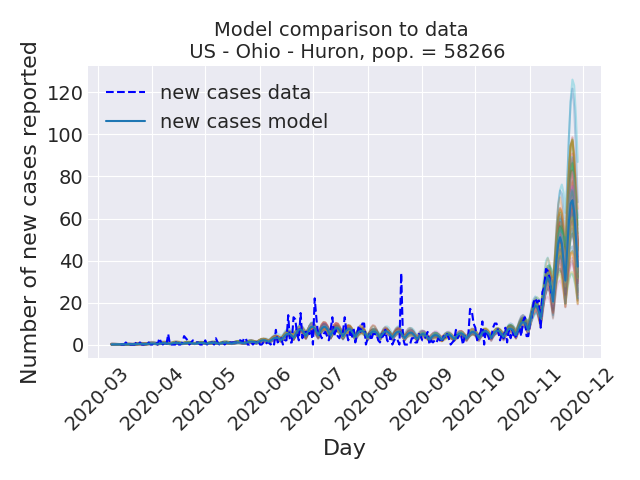 Model comparison to data
US - Ohio - Huron, pop. = 58266
Number of new cases reported
120
100
80
60
40
20
0
new cases data
new cases model
2020-03
2020-04
2020-05
2020-06
2020-07
2020-08
2020-09
2020-10
2020-11
2020-12
Day